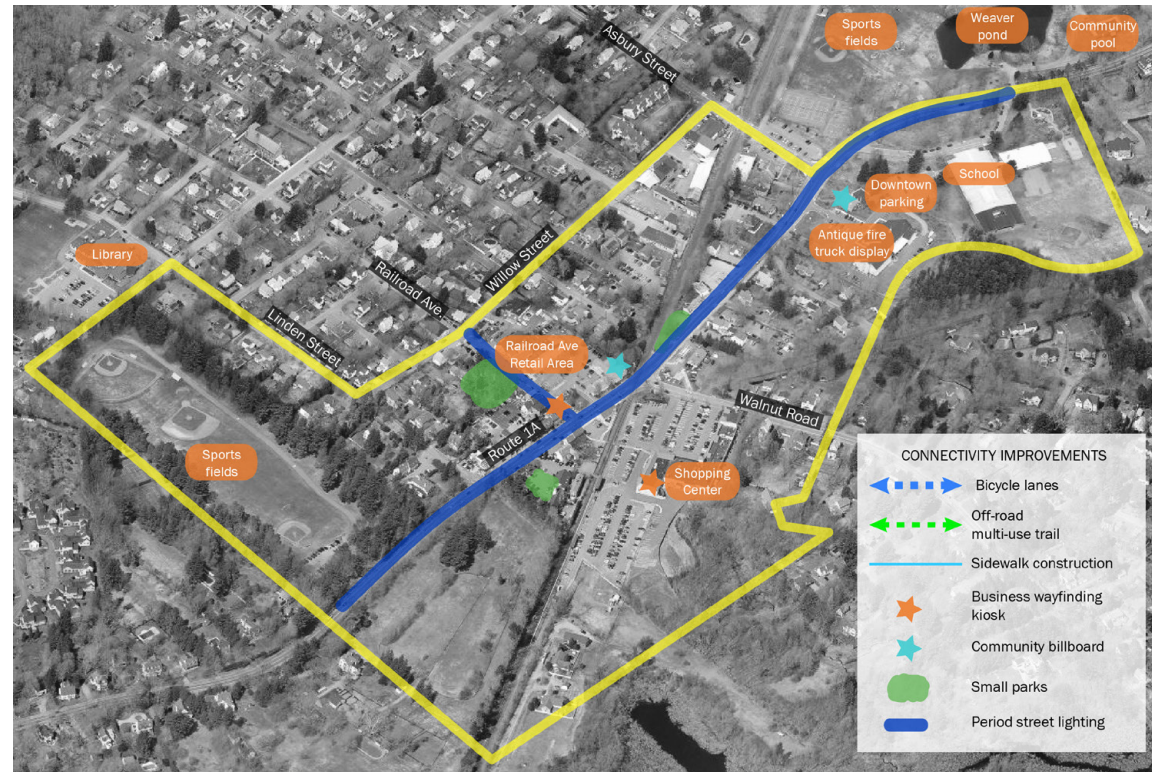 Sports
fields
Weaver
pond
Community
pool
Asbury Street
School
Downtown
parking
Antique fire
truck display
Library
Willow Street
Railroad Ave.
Linden Street
Railroad Ave
Retail Area
Walnut Road
Route 1A
Sports
fields
Shopping
Center
CONNECTIVITY IMPROVEMENTS
Bicycle lanes
Off-road
multi-use trail
Sidewalk construction
Business wayfinding
kiosk
Community billboard
Small parks
Period street lighting